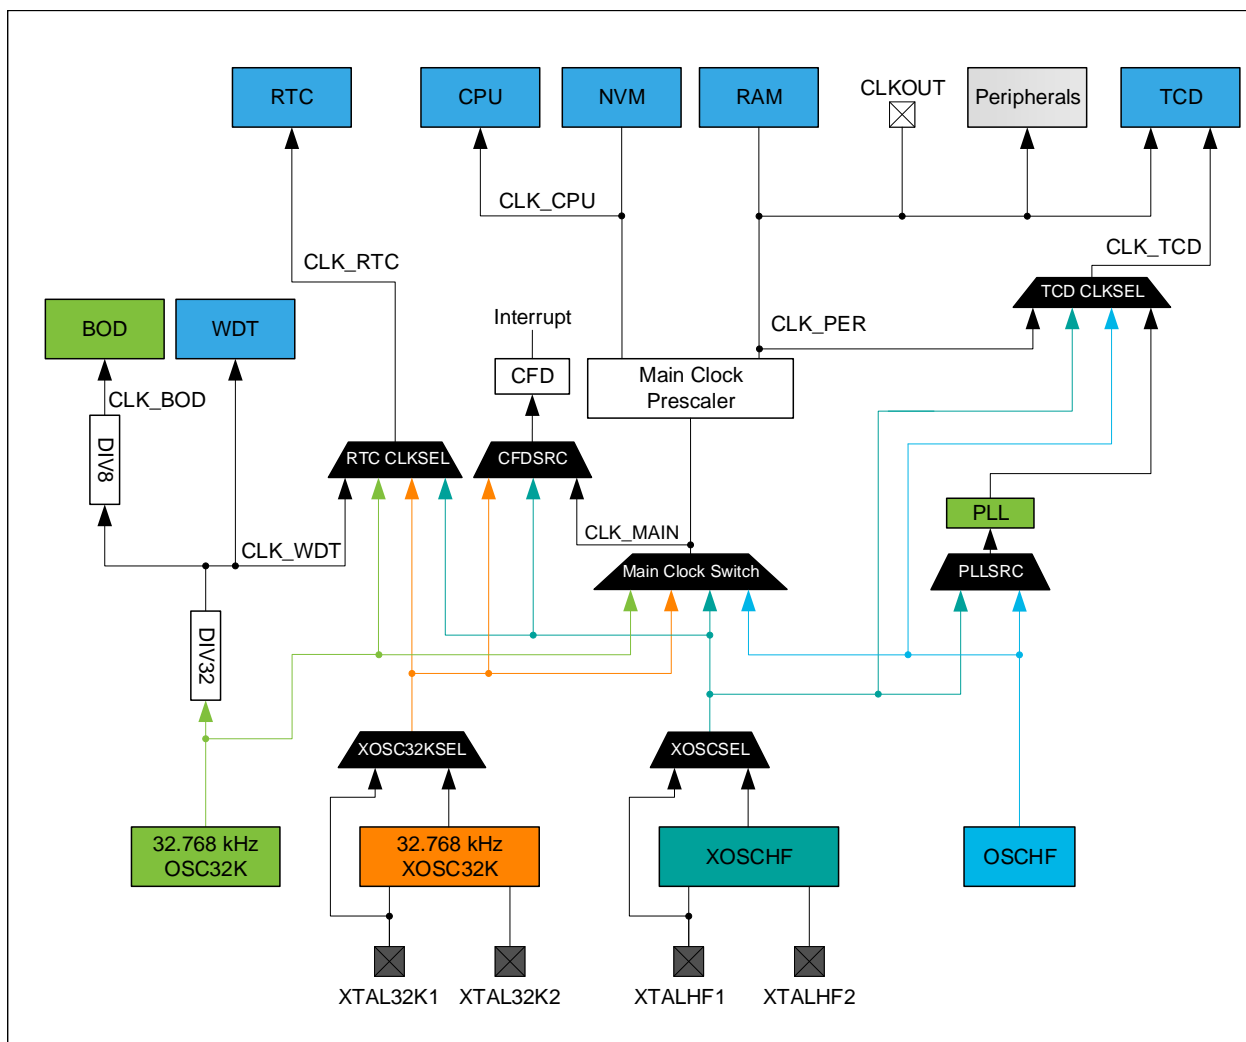 CLKOUT
RTC
CPU
NVM
RAM
Peripherals
TCD
CLK_CPU
CLK_RTC
CLK_TCD
TCD CLKSEL
BOD
WDT
Interrupt
CLK_PER
CFD
Main Clock
Prescaler
CLK_BOD
DIV8
RTC CLKSEL
CFDSRC
PLL
CLK_WDT
CLK_MAIN
Main Clock Switch
PLLSRC
DIV32
XOSC32KSEL
XOSCSEL
32.768 kHz
OSC32K
32.768 kHz
XOSC32K
XOSCHF
OSCHF
XTAL32K1
XTAL32K2
XTALHF1
XTALHF2